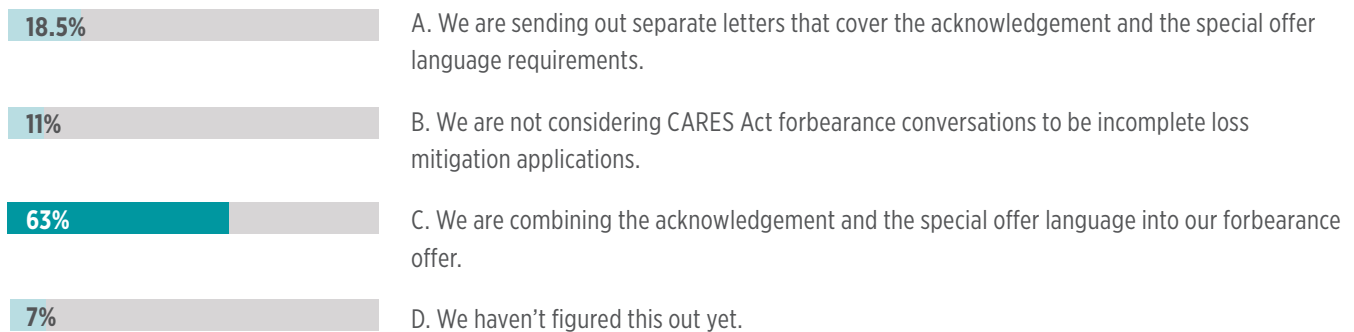 18.5%
A. We are sending out separate letters that cover the acknowledgement and the special offer
language requirements.
11%
B. We are not considering CARES Act forbearance conversations to be incomplete loss
mitigation applications.
63%
C. We are combining the acknowledgement and the special offer language into our forbearance
offer.
7%
D. We haven’t figured this out yet.